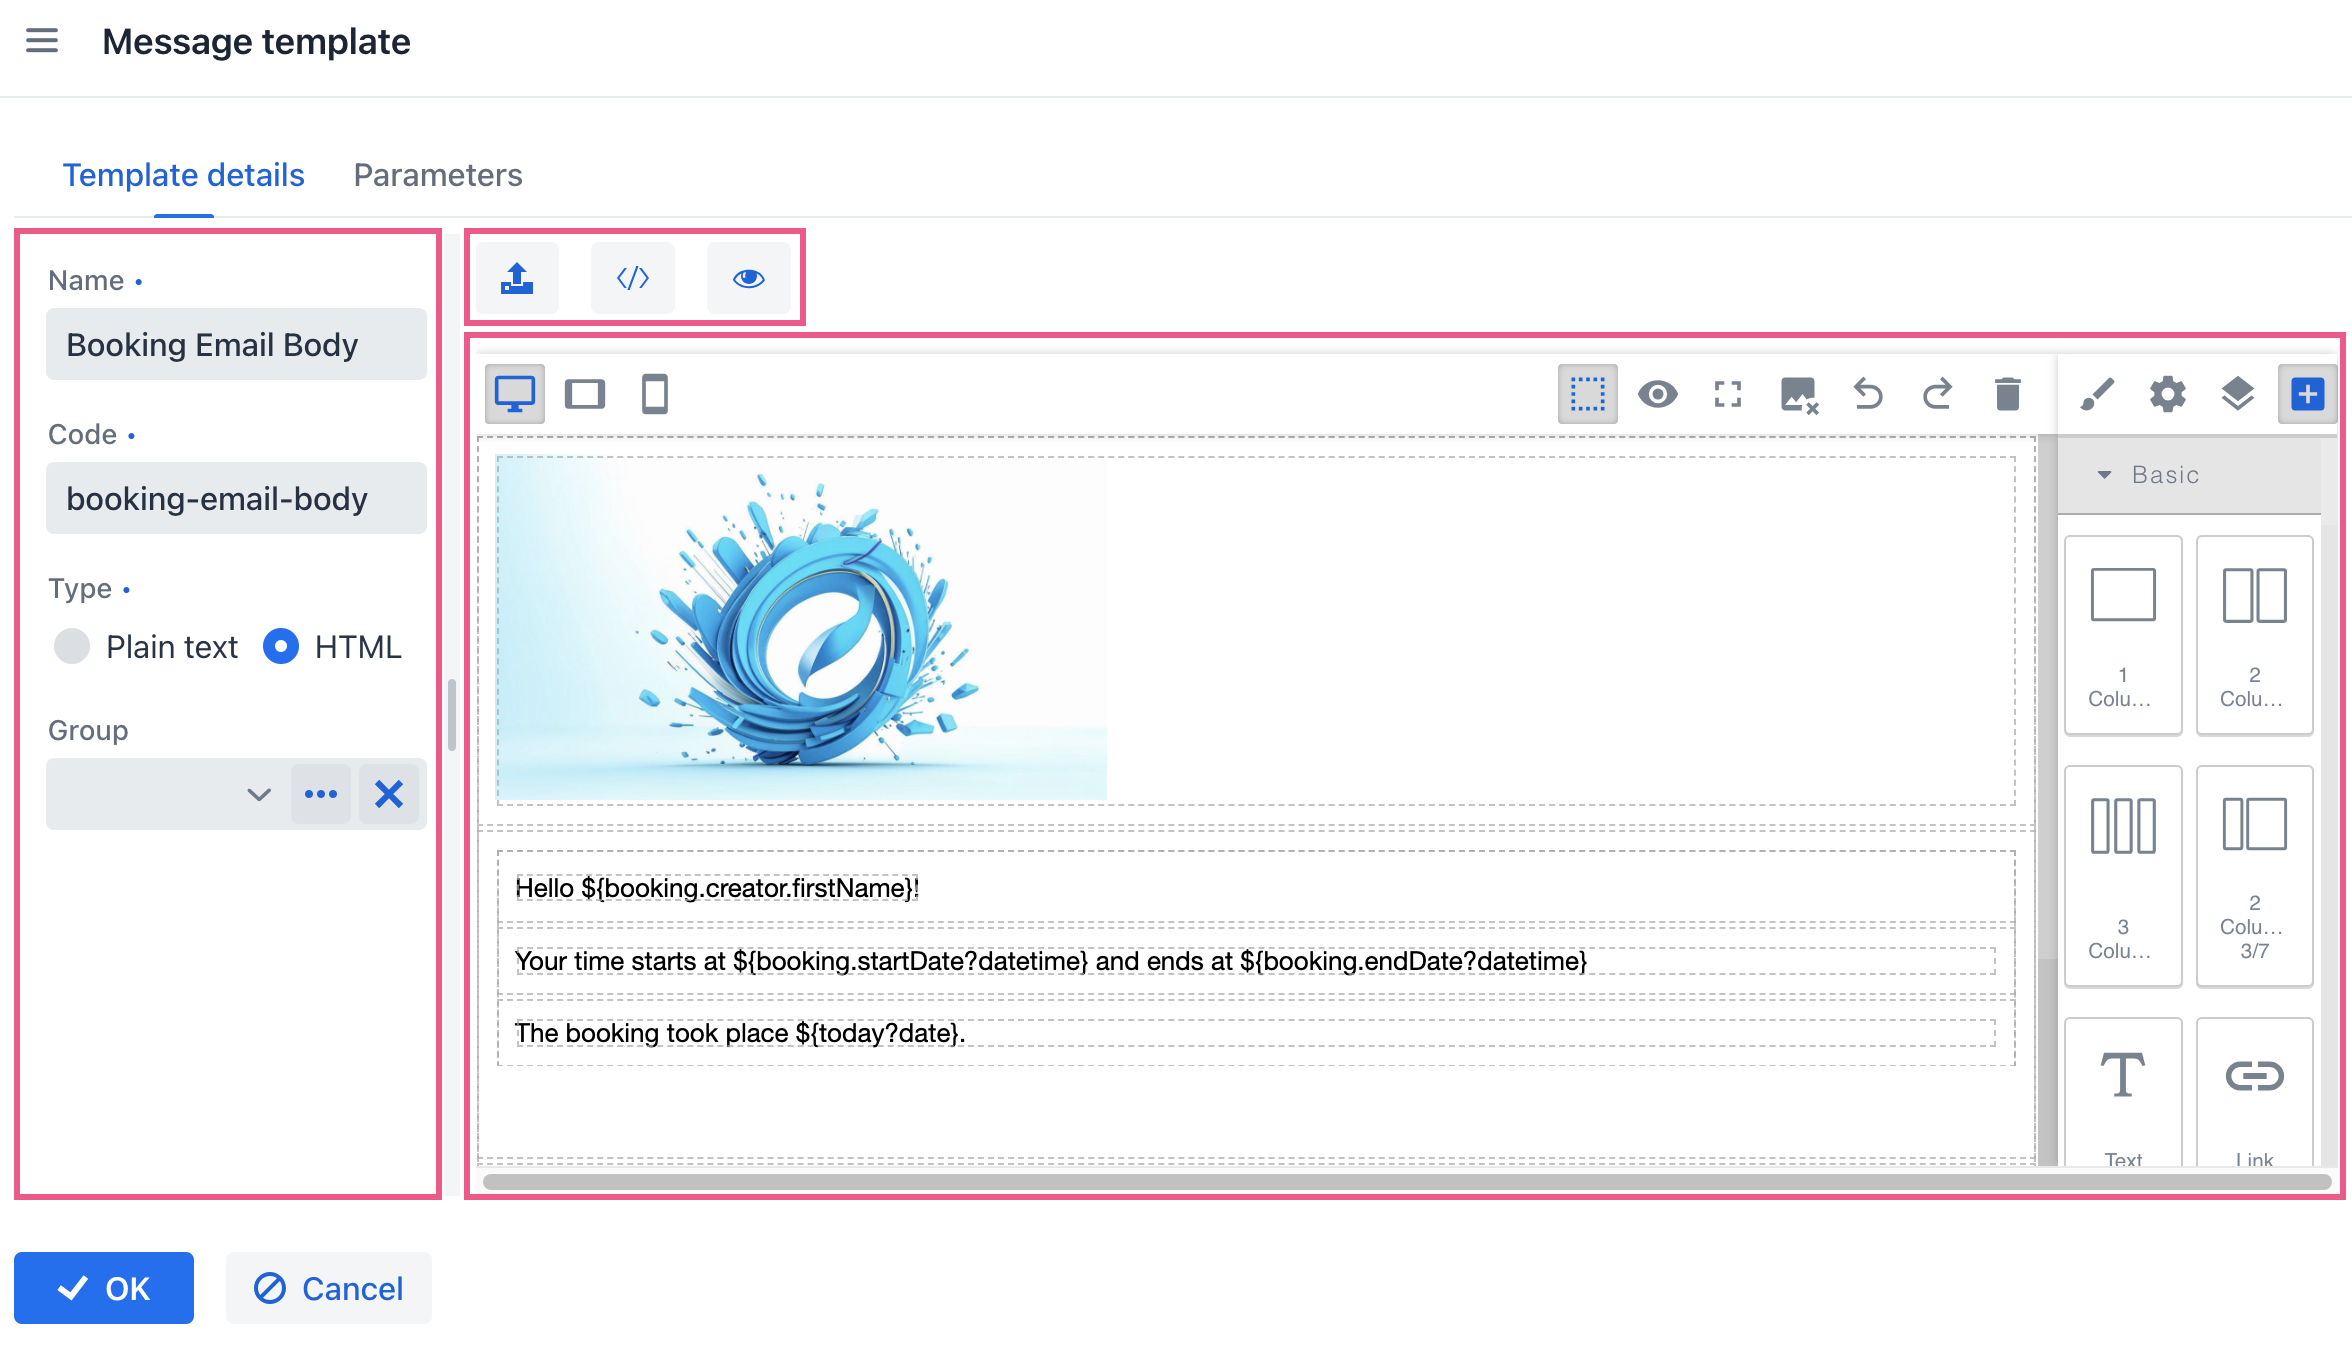 Message template
Template details
Parameters
Name •
Booking Email Body
Code •
booking-email-body
Type •
Plain text
HTML
Group
Hello ${booking.creator.firstName}!
Your time starts at ${booking.startDate?datetime} and ends at ${booking.endDate?datetime}
The booking took place ${today?date}.
Basic
1
Colu...
2
Colu...
3
Colu...
2
Colu...
3/7
Text
Link
OK
Cancel